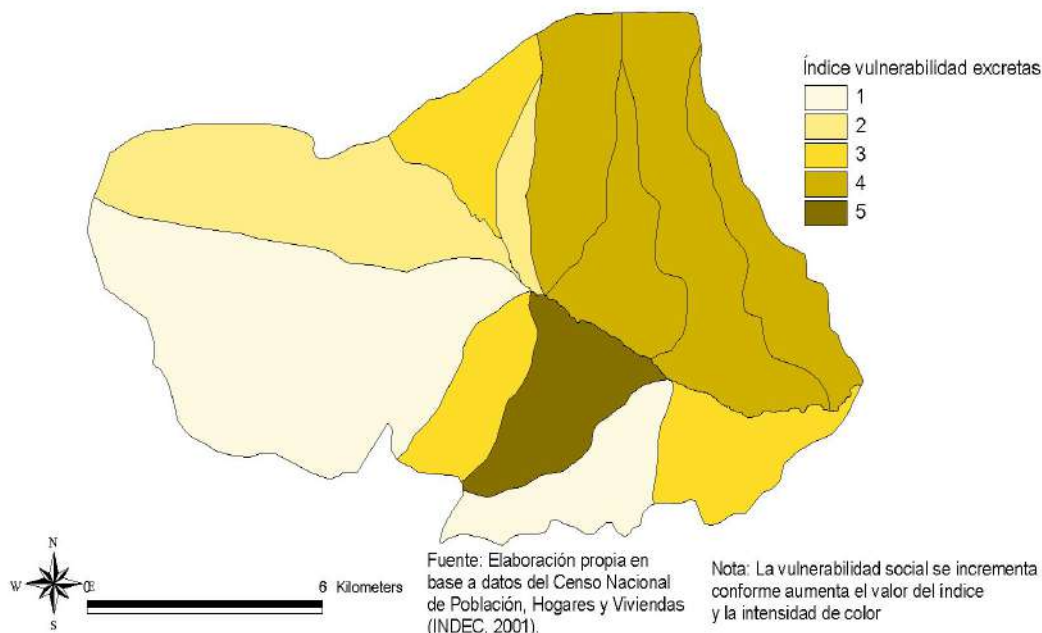 Índice vulnerabilidad excretas
1
2
3
4
5
N
W
E
S
0
6 Kilometers
Fuente: Elaboración propia en
base a datos del Censo Nacional
de Población, Hogares y Viviendas
(INDEC, 2001).
Nota: La vulnerabilidad social se incrementa
conforme aumenta el valor del índice
y la intensidad de color